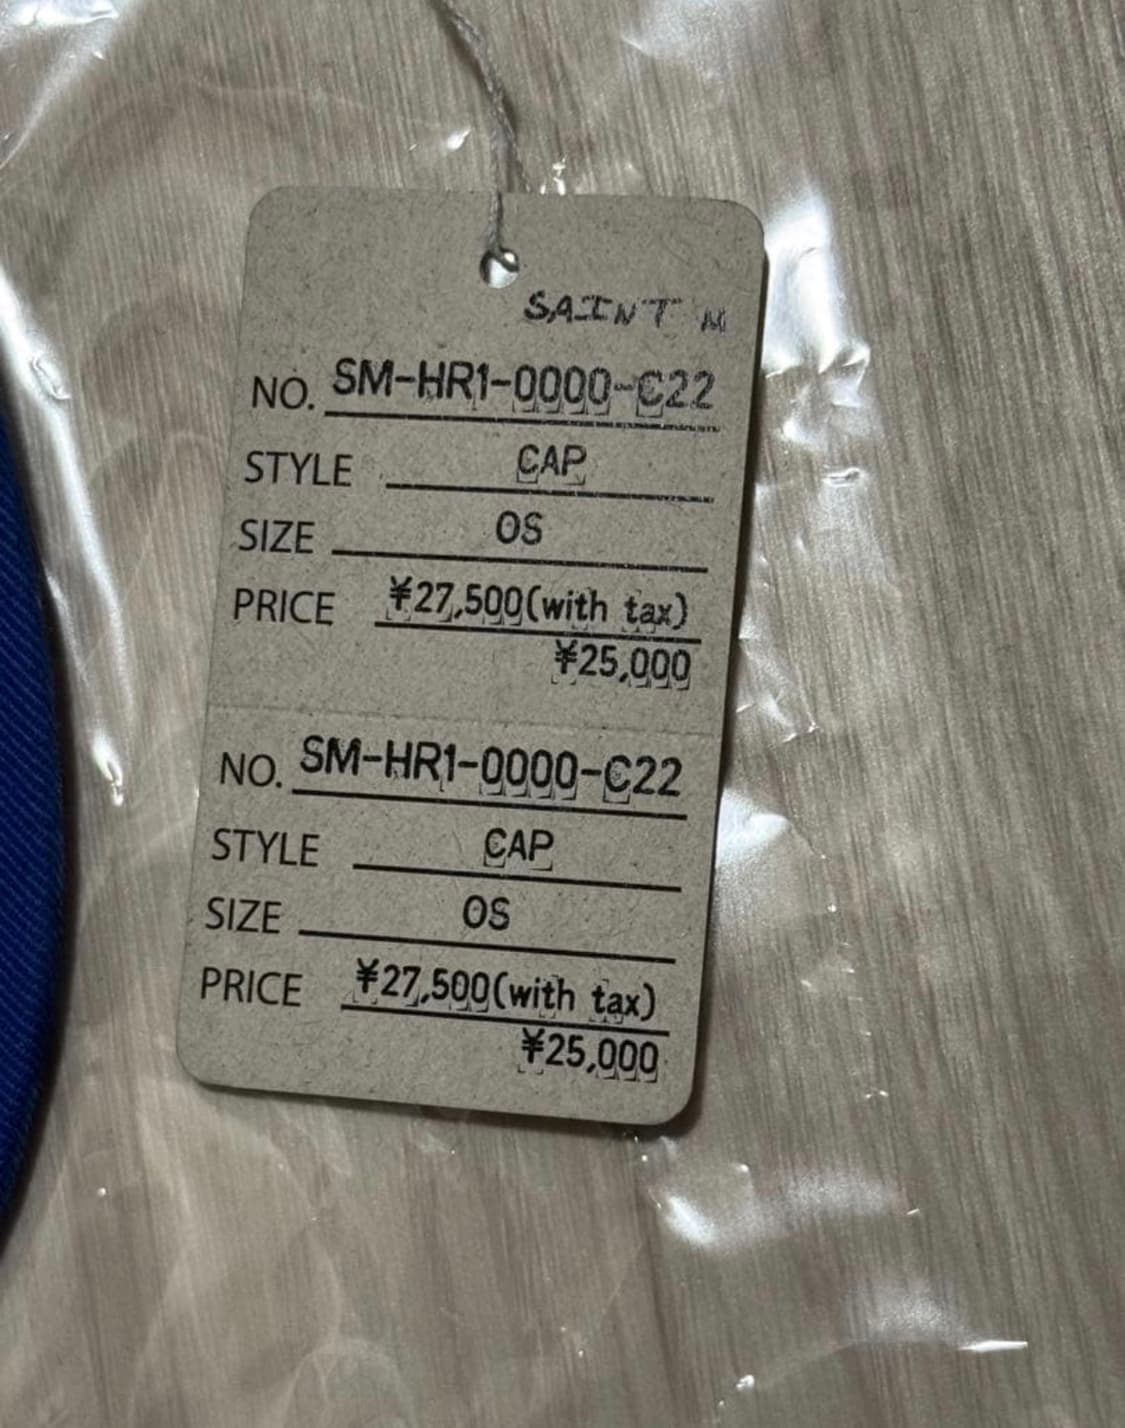 SAINT M
NO. SM-HR1-0000-C22
STYLE CAP
SIZE OS
PRICE ¥27,500(with tax)
¥25,000
NO. SM-HR1-0000-C22
STYLE CAP
SIZE OS
PRICE ¥27,500(with tax)
¥25,000